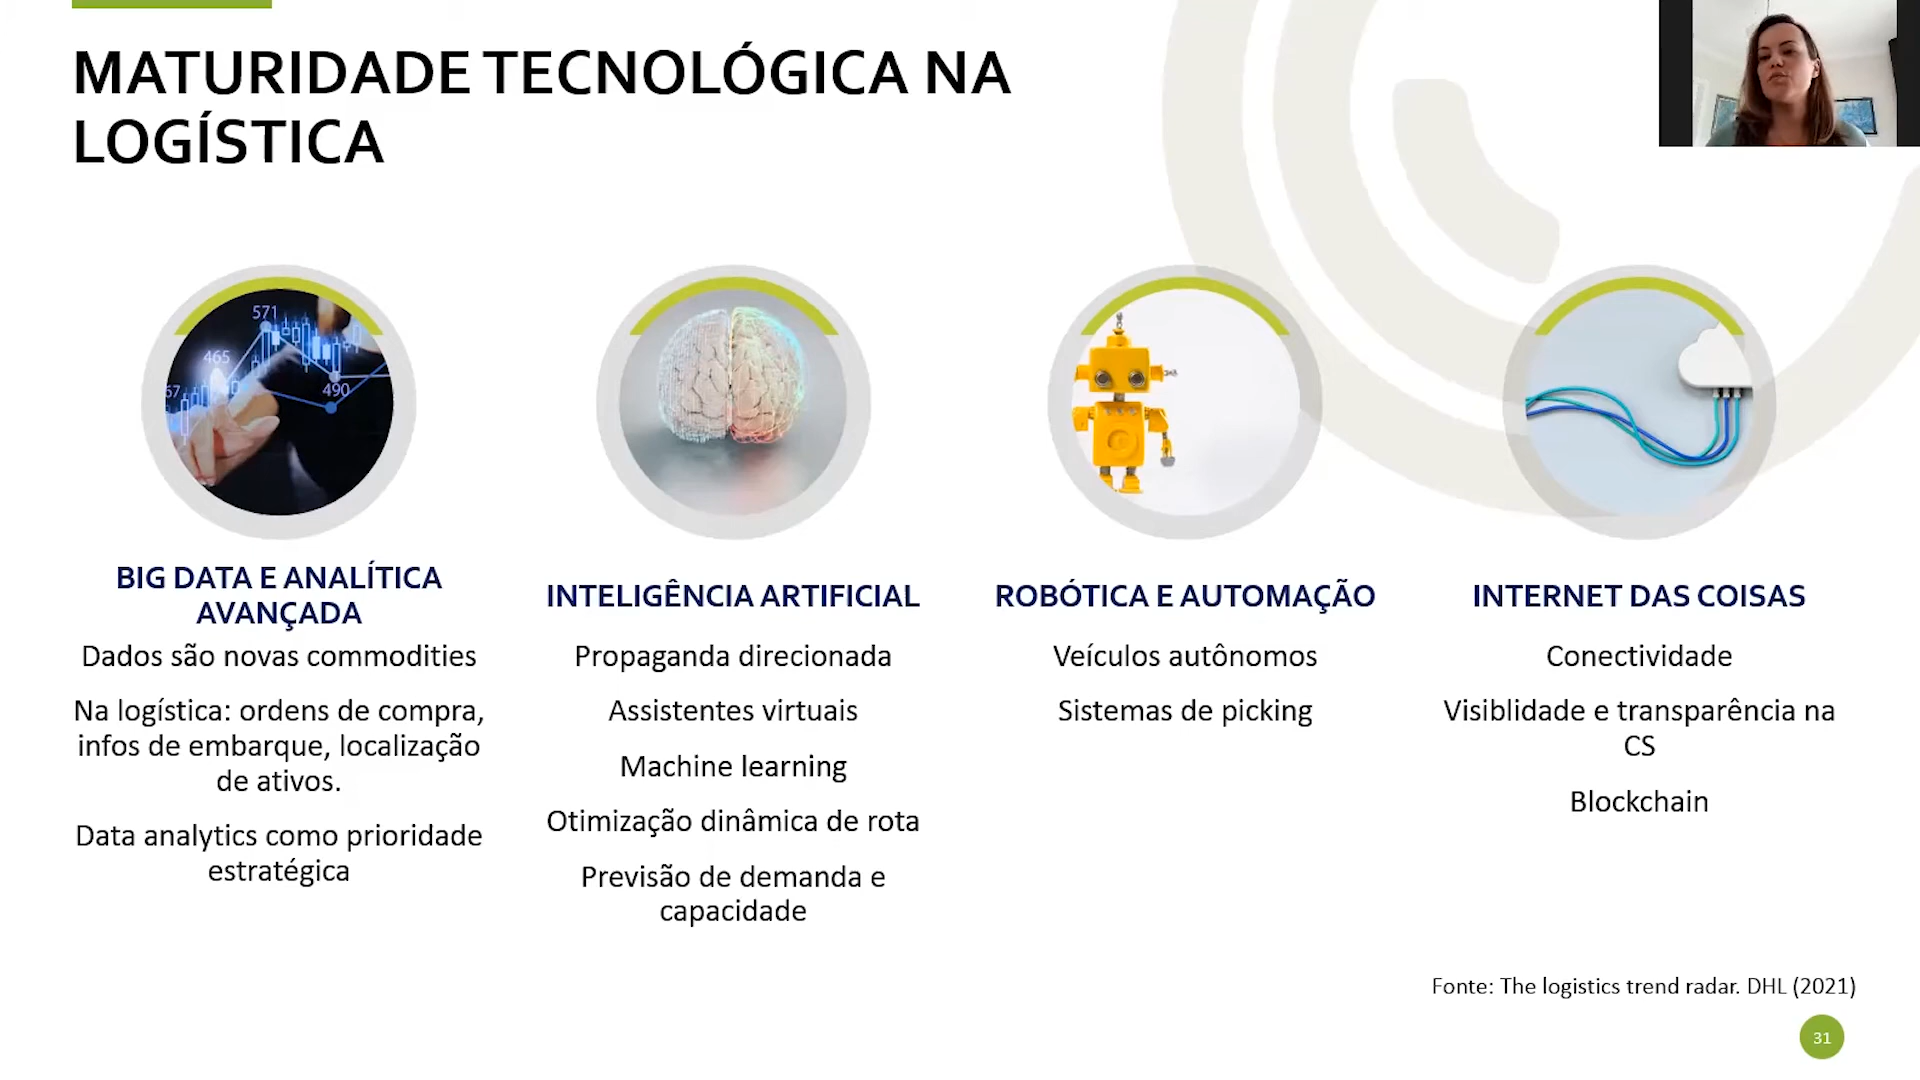 MATURIDADE TECNOLÓGICA NA
LOGÍSTICA
571
465
67
490
BIG DATA E ANALÍTICA
AVANÇADA
Dados são novas commodities
Na logística: ordens de compra,
infos de embarque, localização
de ativos.
Data analytics como prioridade
estratégica
INTELIGÊNCIA ARTIFICIAL
Propaganda direcionada
Assistentes virtuais
Machine learning
Otimização dinâmica de rota
Previsão de demanda e
capacidade
ROBÓTICA E AUTOMAÇÃO
Veículos autônomos
Sistemas de picking
INTERNET DAS COISAS
Conectividade
Visiblidade e transparência na
CS
Blockchain
Fonte: The logistics trend radar. DHL (2021)
31